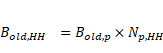 B_{old,HH} = B_{old,p} × N_{p,HH}